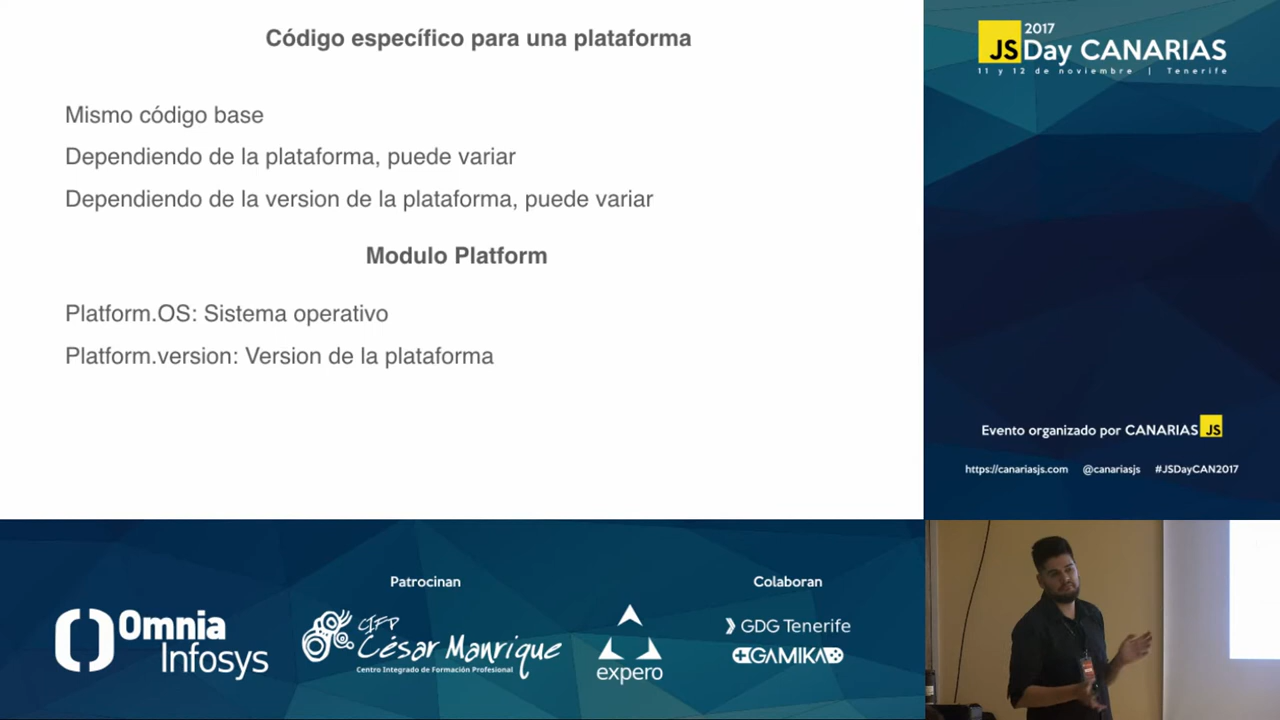 Código específico para una plataforma
Mismo código base
Dependiendo de la plataforma, puede variar
Dependiendo de la version de la plataforma, puede variar
Modulo Platform
Platform.OS: Sistema operativo
Platform.version: Version de la plataforma
2017
JS Day CANARIAS
11 y 12 de noviembre | Tenerife
Evento organizado por CANARIAS JS
https://canariasjs.com @canariasjs #JSDayCAN2017
Patrocinan
Omnia
Infosys
CIFP
César Manrique
Centro Integrado de Formación Profesional
expero
Colaboran
GDG Tenerife
GAMIKA